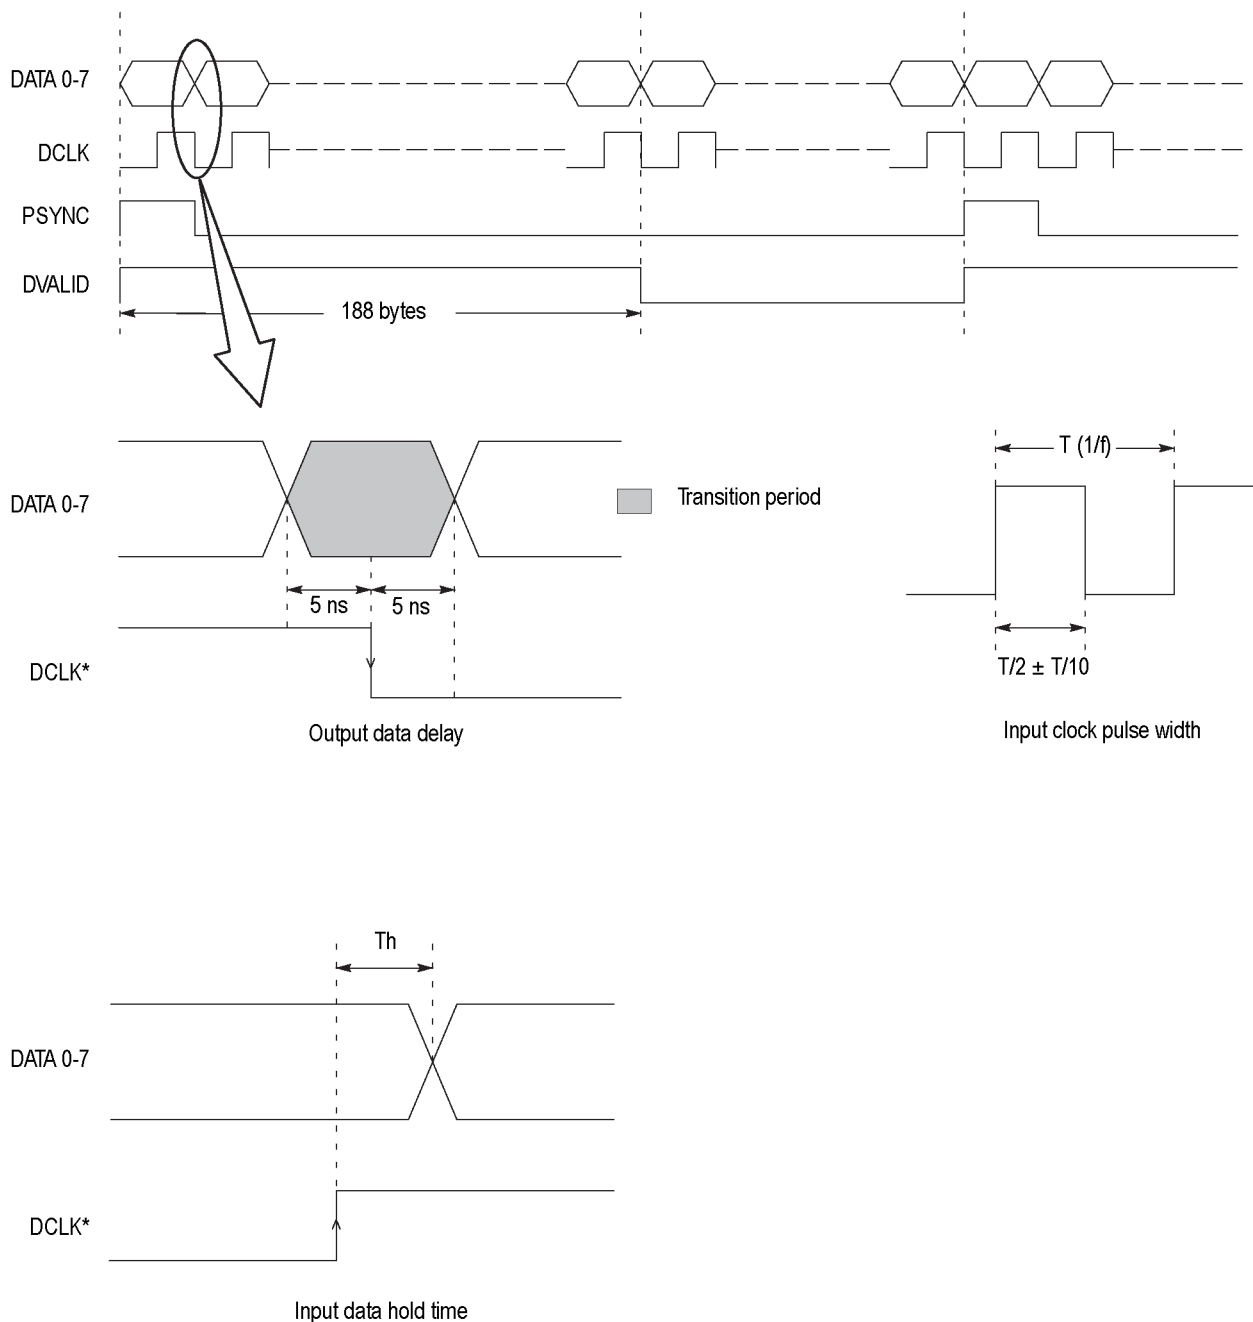 DATA 0-7
DCLK
PSYNC
DVALID
188 bytes
T (1/f)
DATA 0-7
Transition period
5 ns
5 ns
DCLK*
T/2 ± T/10
Output data delay
Input clock pulse width
Th
DATA 0-7
DCLK*
Input data hold time